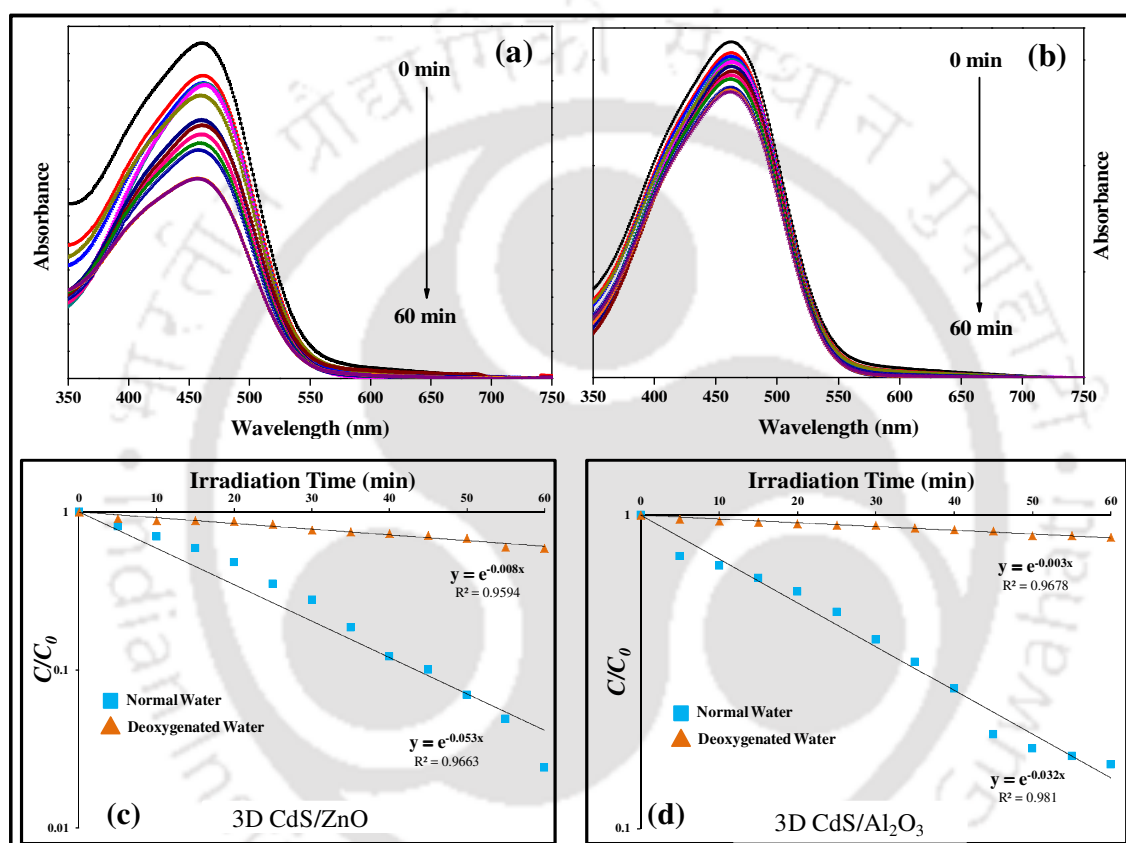 (a)
0 min
60 min
Absorbance
350 400 450 500 550 600 650 700 750
Wavelength (nm)
(b)
0 min
60 min
Absorbance
350 400 450 500 550 600 650 700 750
Wavelength (nm)
Irradiation Time (min)
0 10 20 30 40 50 60
1
0.1
0.01
C/C₀
y = e^-0.008x
R² = 0.9594
Normal Water
Deoxygenated Water
y = e^-0.053x
R² = 0.9663
(c)
3D CdS/ZnO
Irradiation Time (min)
0 10 20 30 40 50 60
1
0.1
C/C₀
y = e^-0.003x
R² = 0.9678
Normal Water
Deoxygenated Water
y = e^-0.032x
R² = 0.981
(d)
3D CdS/Al₂O₃
Indian